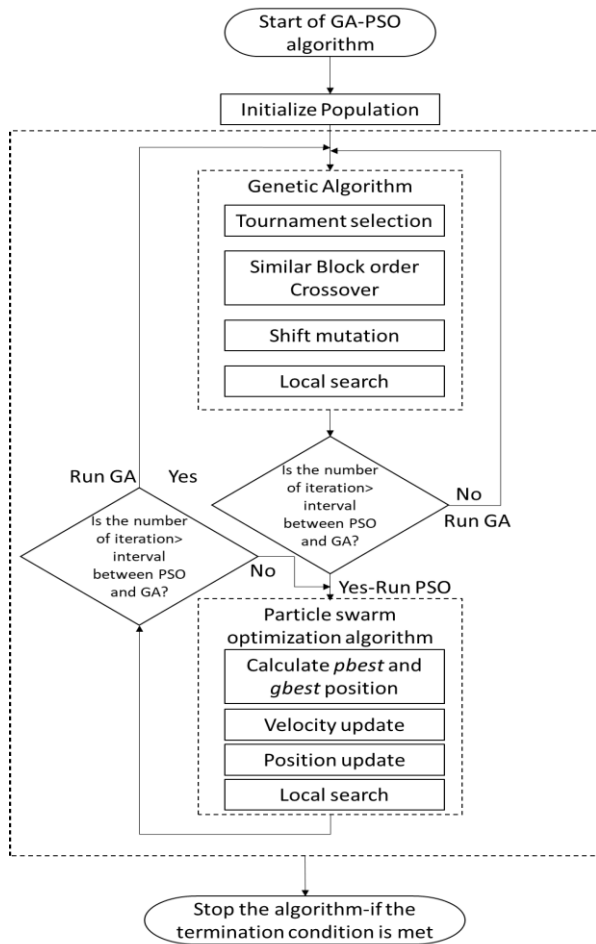 Start of GA-PSO
algorithm
Initialize Population
Genetic Algorithm
Tournament selection
Similar Block order
Crossover
Shift mutation
Local search
Is the number
of iteration>
interval
between PSO
and GA?
No
Run GA
Yes-Run PSO
Run GA
Yes
Is the number
of iteration>
interval
between PSO
and GA?
No
Particle swarm
optimization algorithm
Calculate pbest and
gbest position
Velocity update
Position update
Local search
Stop the algorithm-if the
termination condition is met